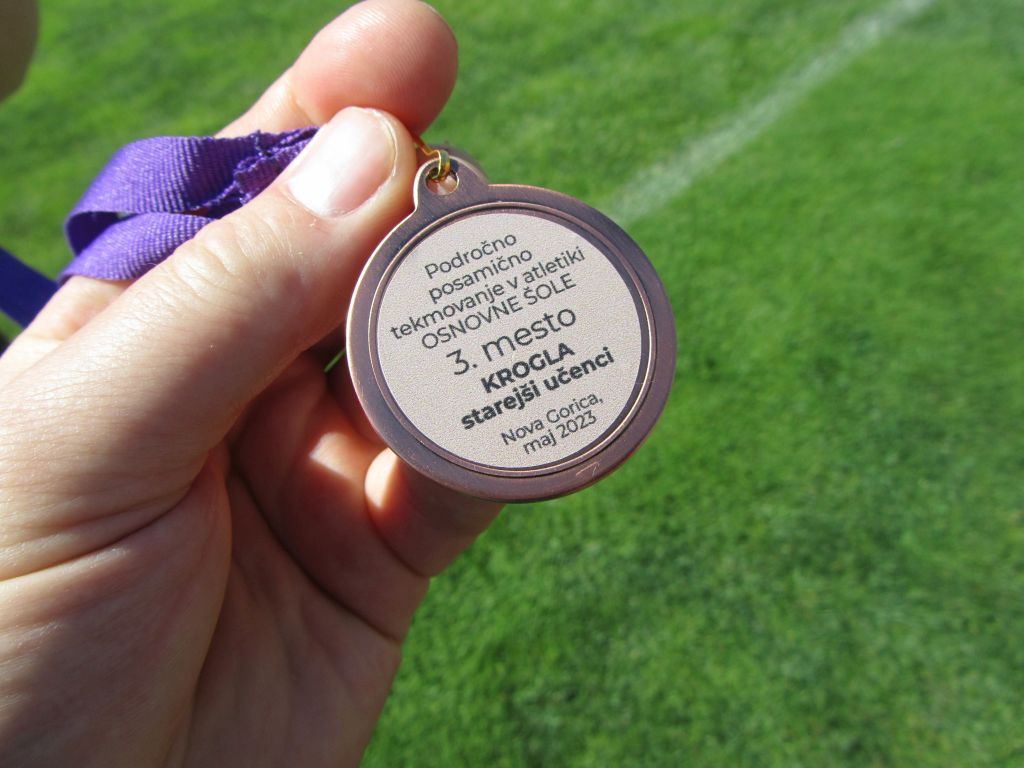 Področno
posamično
tekmovanje v atletiki
OSNOVNE ŠOLE
3. mesto
KROGLA
starejši učenci
Nova Gorica,
maj 2023